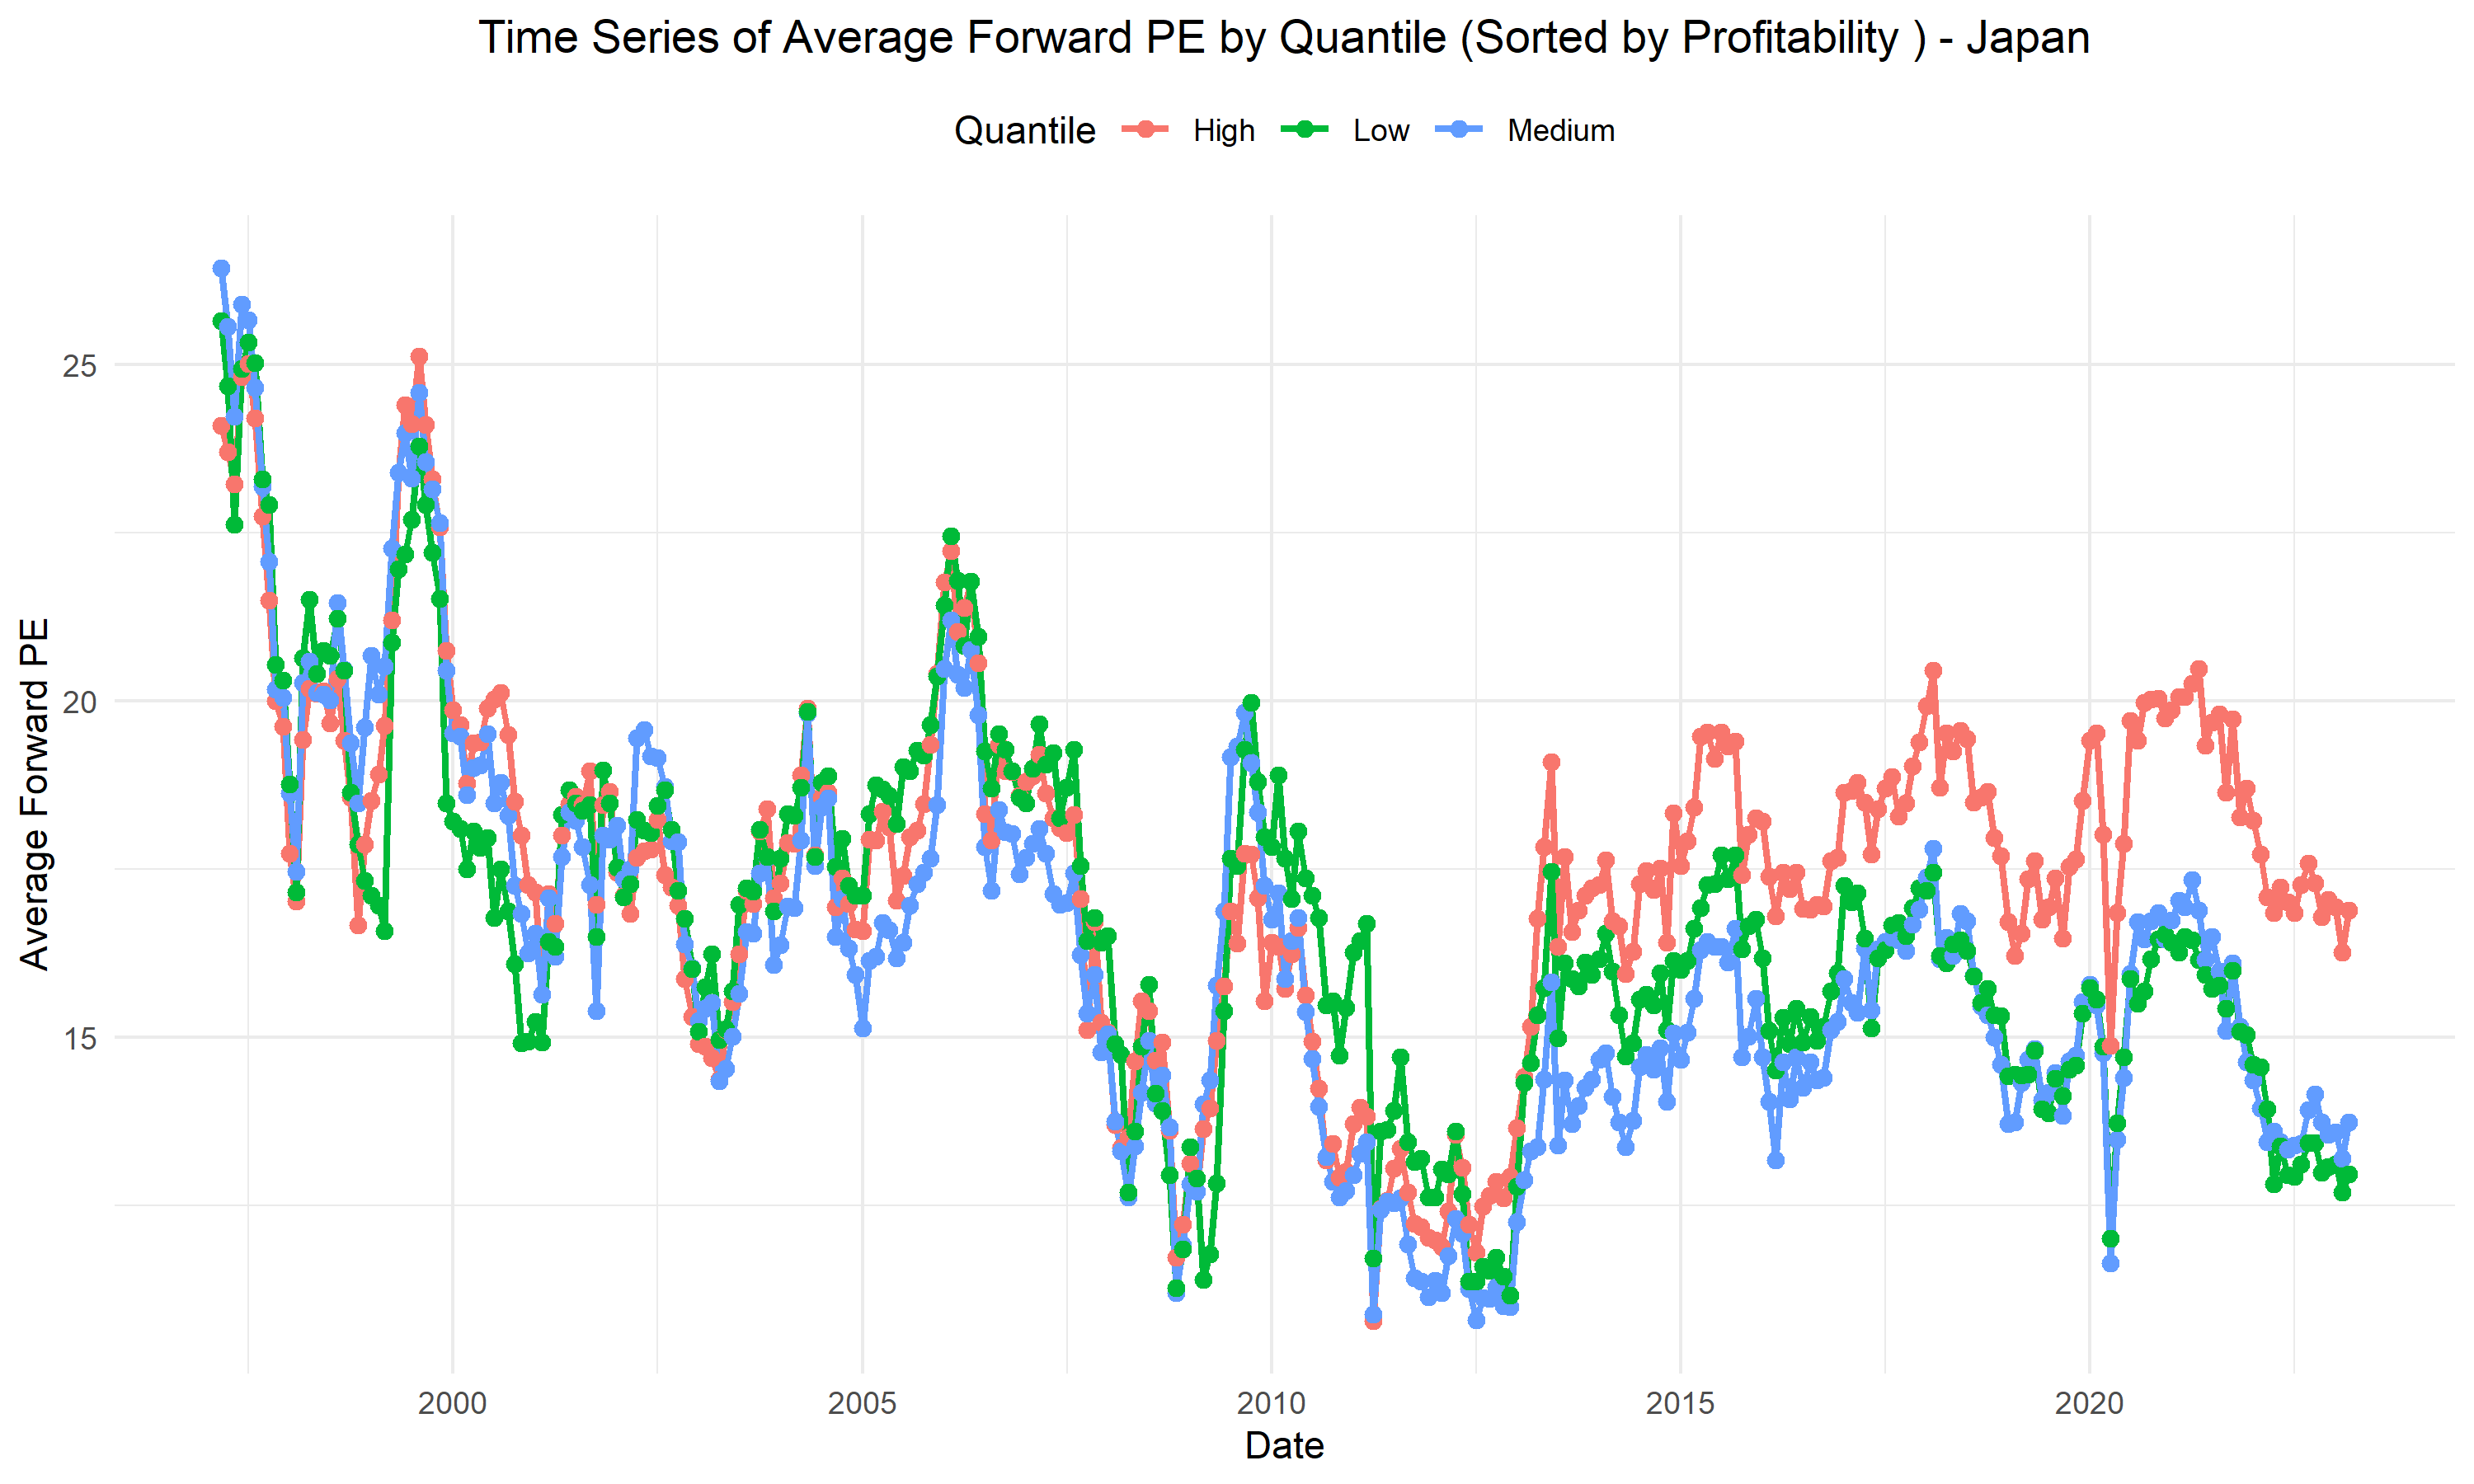 Time Series of Average Forward PE by Quantile (Sorted by Profitability ) - Japan
Quantile High Low Medium
Average Forward PE
25
20
15
2000 2005 2010 2015 2020
Date